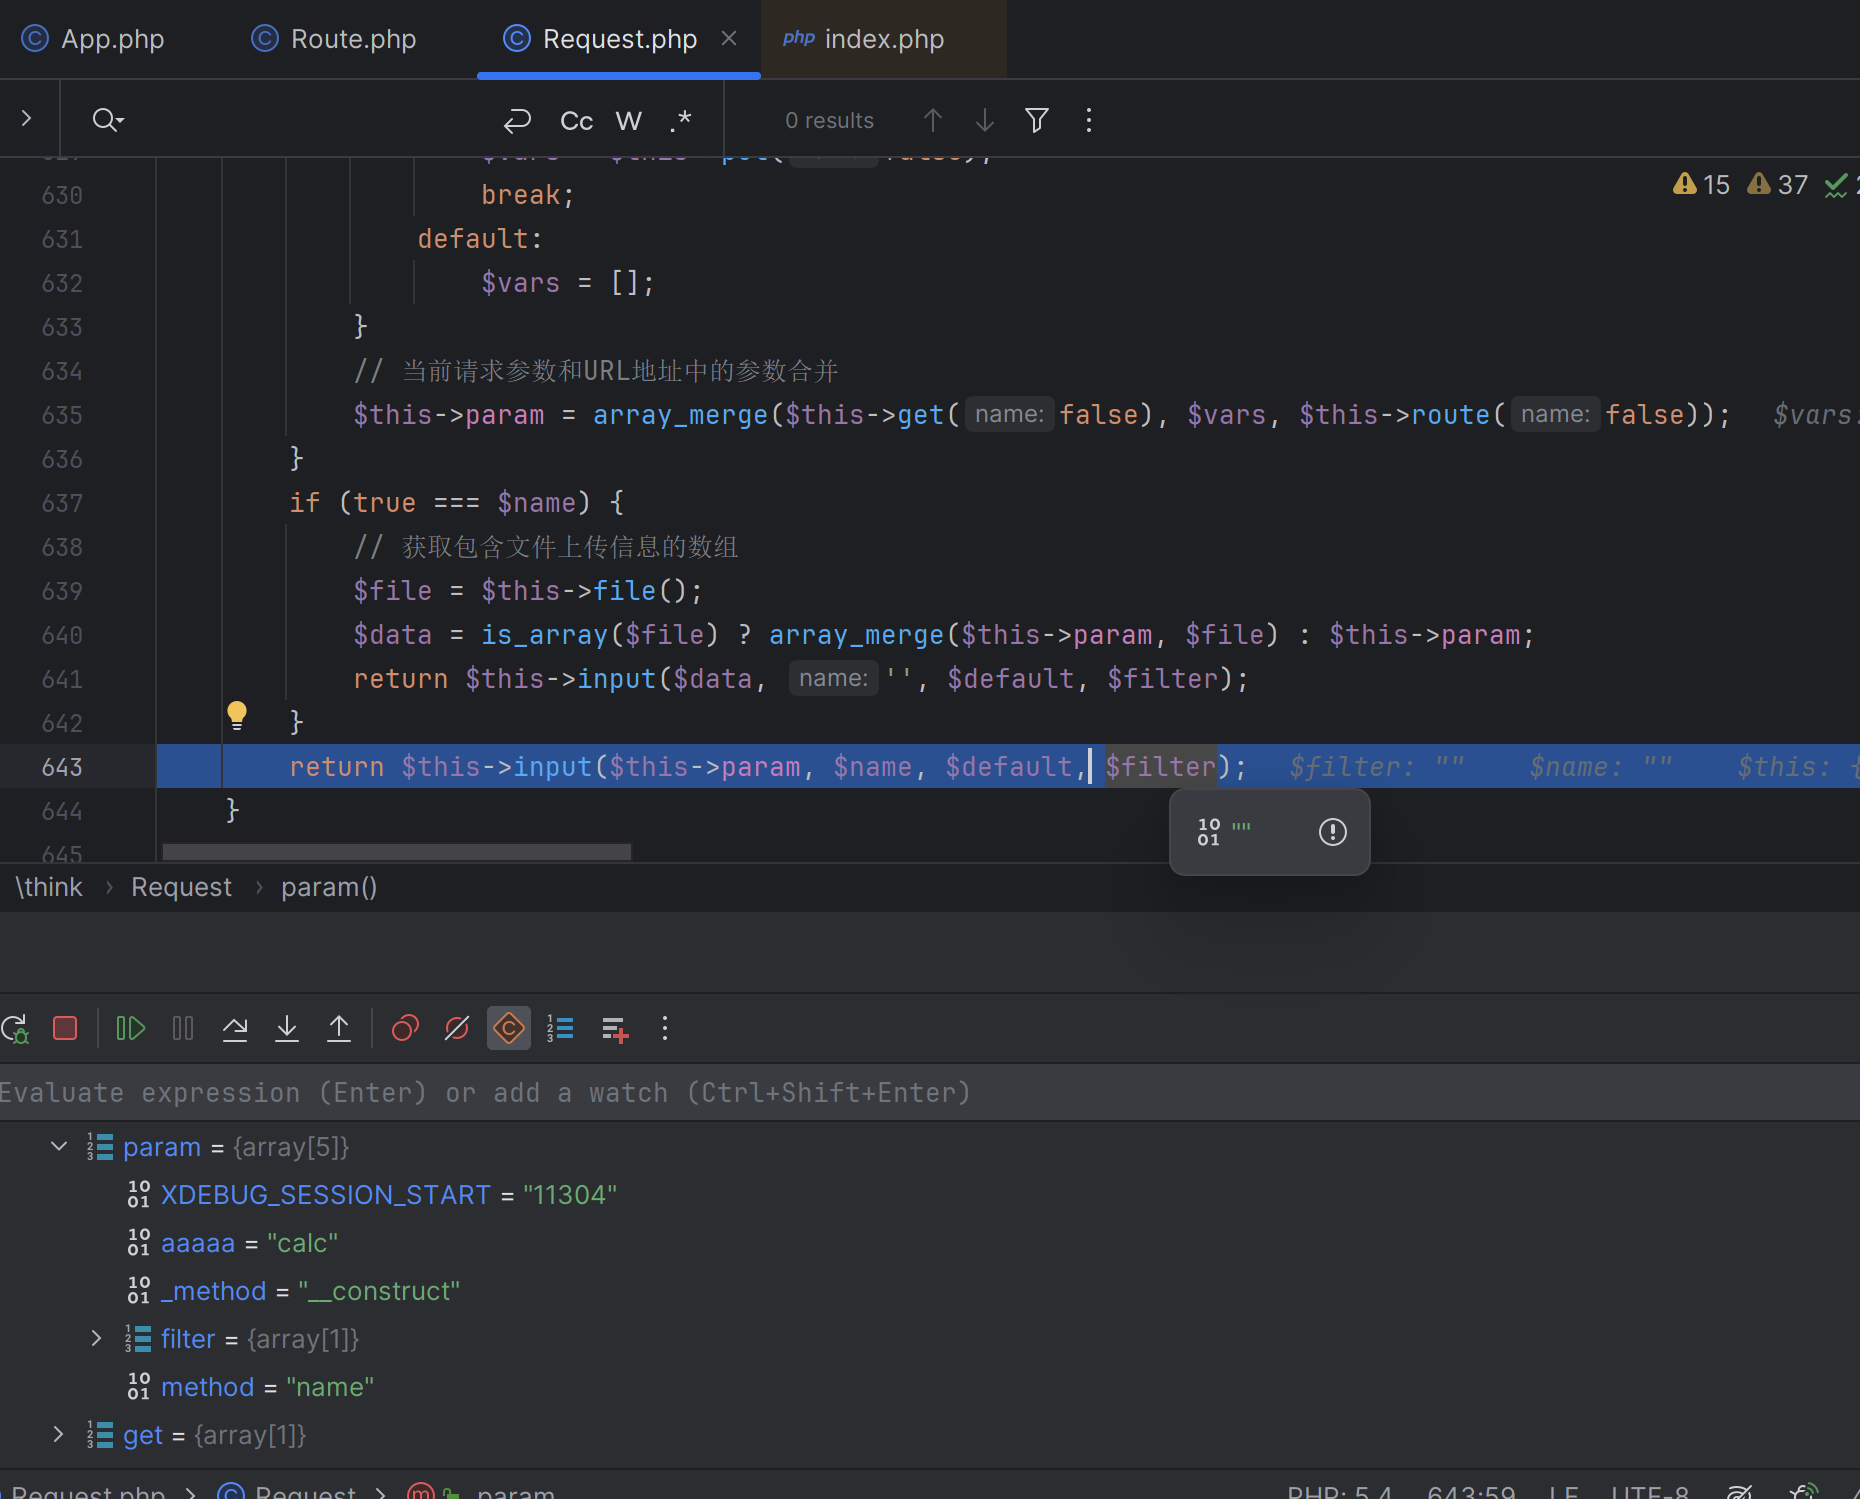 App.php Route.php Request.php php index.php
Cc W .* 0 results
630 break; 15 37
631 default:
632 $vars = [];
633 }
634 // 当前请求参数和URL地址中的参数合并
635 $this->param = array_merge($this->get( name: false), $vars, $this->route( name: false)); $vars:
636 }
637 if (true === $name) {
638 // 获取包含文件上传信息的数组
639 $file = $this->file();
640 $data = is_array($file) ? array_merge($this->param, $file) : $this->param;
641 return $this->input($data, name: '', $default, $filter);
642 }
643 return $this->input($this->param, $name, $default, $filter); $filter: "" $name: "" $this: {
644 }
""
645
\think › Request › param()
Evaluate expression (Enter) or add a watch (Ctrl+Shift+Enter)
param = {array[5]}
XDEBUG_SESSION_START = "11304"
aaaaa = "calc"
_method = "__construct"
filter = {array[1]}
method = "name"
get = {array[1]}
Request.php > Request > param PHP: 5.4 643:59 LF UTF-8